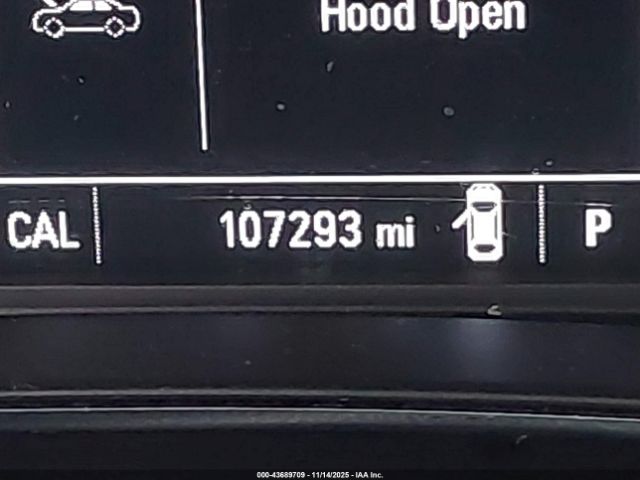 Hood Open
CAL 107293 mi P
000-43689709 - 11/14/2025 - IAA Inc.